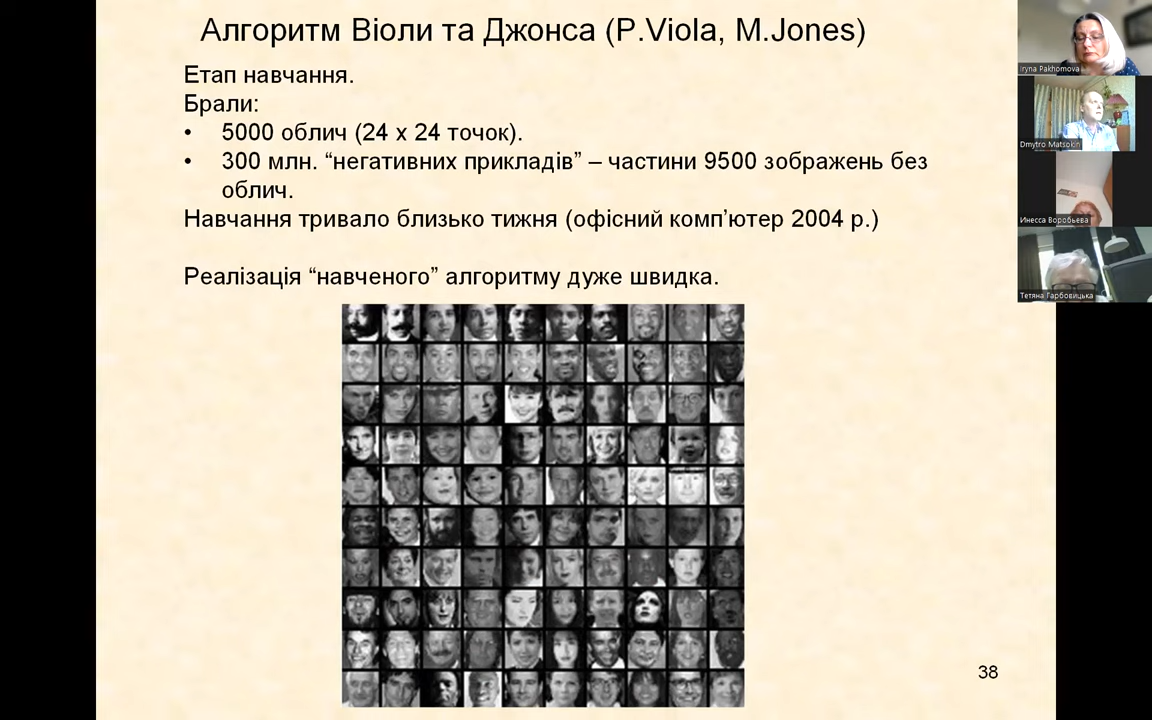 Алгоритм Віоли та Джонса (P.Viola, M.Jones)
Етап навчання.
Брали:
• 5000 облич (24 x 24 точок).
• 300 млн. “негативних прикладів” – частини 9500 зображень без
облич.
Навчання тривало близько тижня (офісний комп’ютер 2004 р.)
Реалізація “навченого” алгоритму дуже швидка.
38
Iryna Pakhomova
Dmytro Matsokin
Инесса Воробьева
Тетяна Гарбовицька